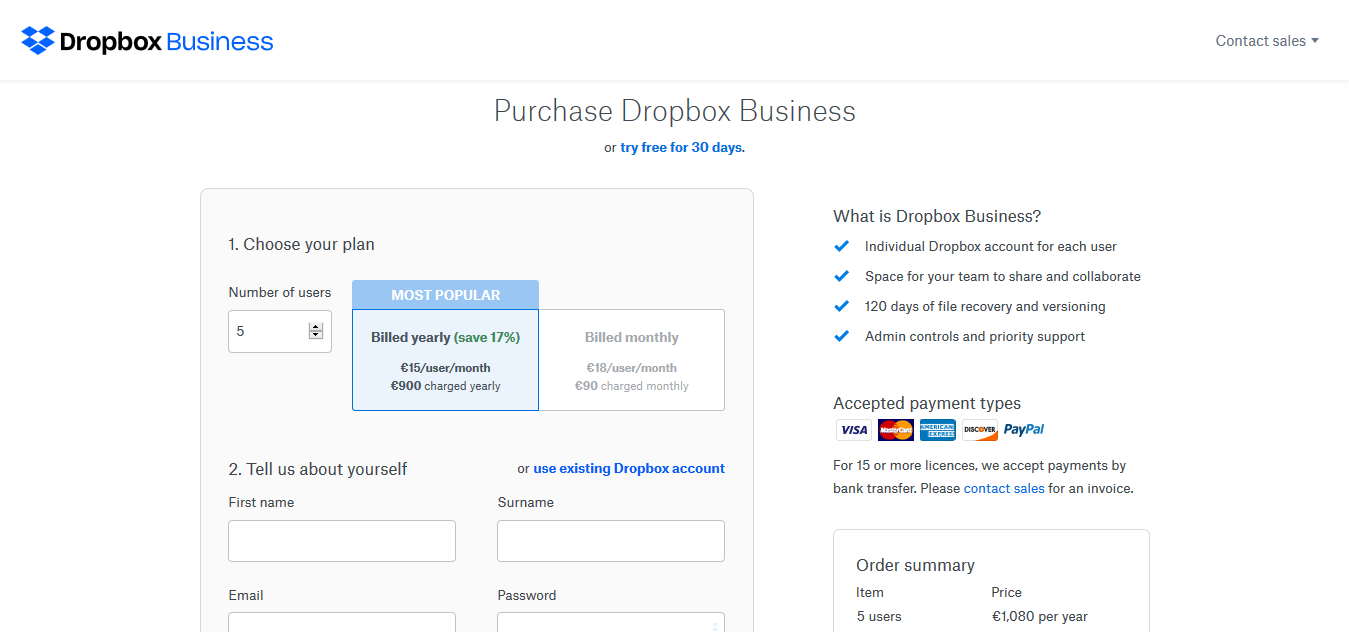 Dropbox Business
Contact sales
Purchase Dropbox Business
or try free for 30 days.
1. Choose your plan
Number of users
5
MOST POPULAR
Billed yearly (save 17%)
€15/user/month
€900 charged yearly
Billed monthly
€18/user/month
€90 charged monthly
2. Tell us about yourself
or use existing Dropbox account
First name
Surname
Email
Password
What is Dropbox Business?
Individual Dropbox account for each user
Space for your team to share and collaborate
120 days of file recovery and versioning
Admin controls and priority support
Accepted payment types
VISA MasterCard AMERICAN EXPRESS DISCOVER PayPal
For 15 or more licences, we accept payments by
bank transfer. Please contact sales for an invoice.
Order summary
Item Price
5 users €1,080 per year